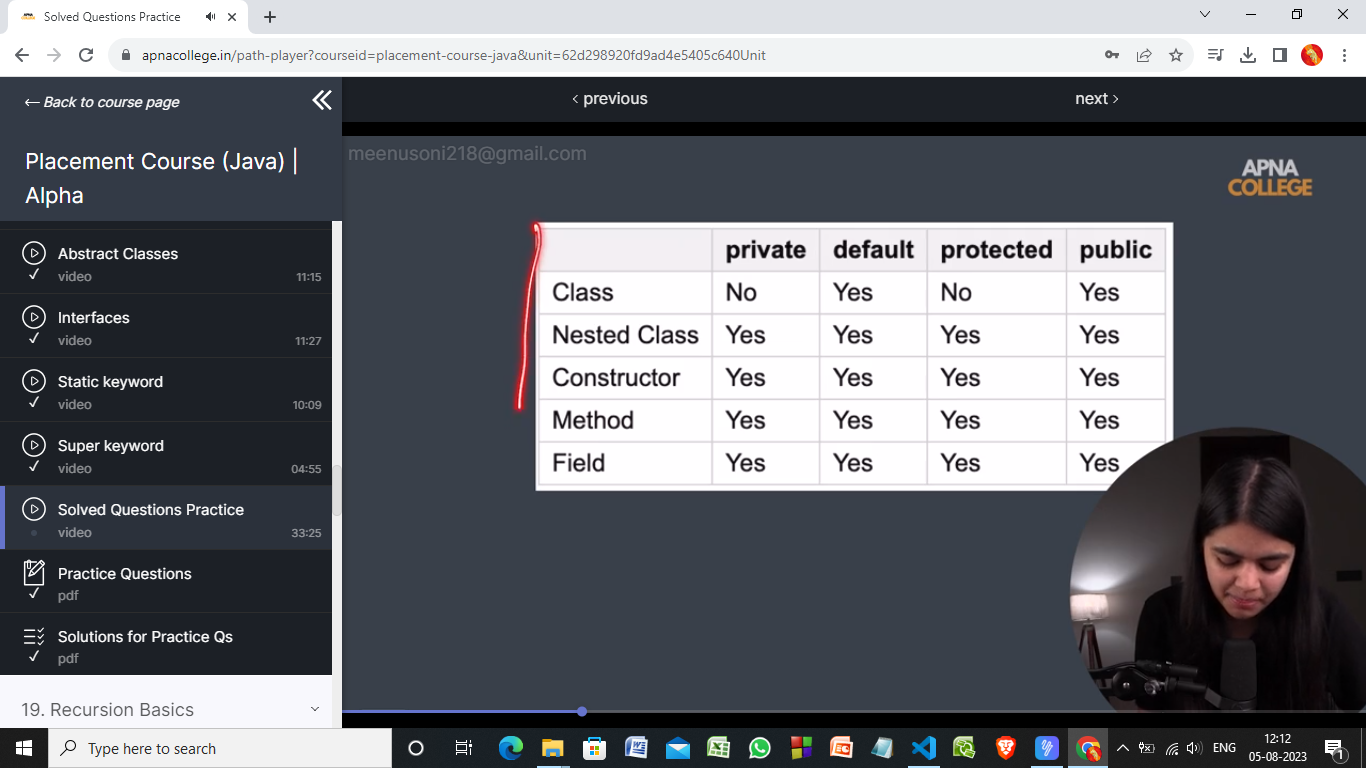 Solved Questions Practice
apnacollege.in/path-player?courseid=placement-course-java&unit=62d298920fd9ad4e5405c640Unit
← Back to course page
‹ previous
next ›
Placement Course (Java) |
Alpha
meenusoni218@gmail.com
APNA
COLLEGE
Abstract Classes
video 11:15
Interfaces
video 11:27
Static keyword
video 10:09
Super keyword
video 04:55
Solved Questions Practice
video 33:25
Practice Questions
pdf
Solutions for Practice Qs
pdf
19. Recursion Basics
private default protected public
Class No Yes No Yes
Nested Class Yes Yes Yes Yes
Constructor Yes Yes Yes Yes
Method Yes Yes Yes Yes
Field Yes Yes Yes Yes
Type here to search
ENG
12:12
05-08-2023
1